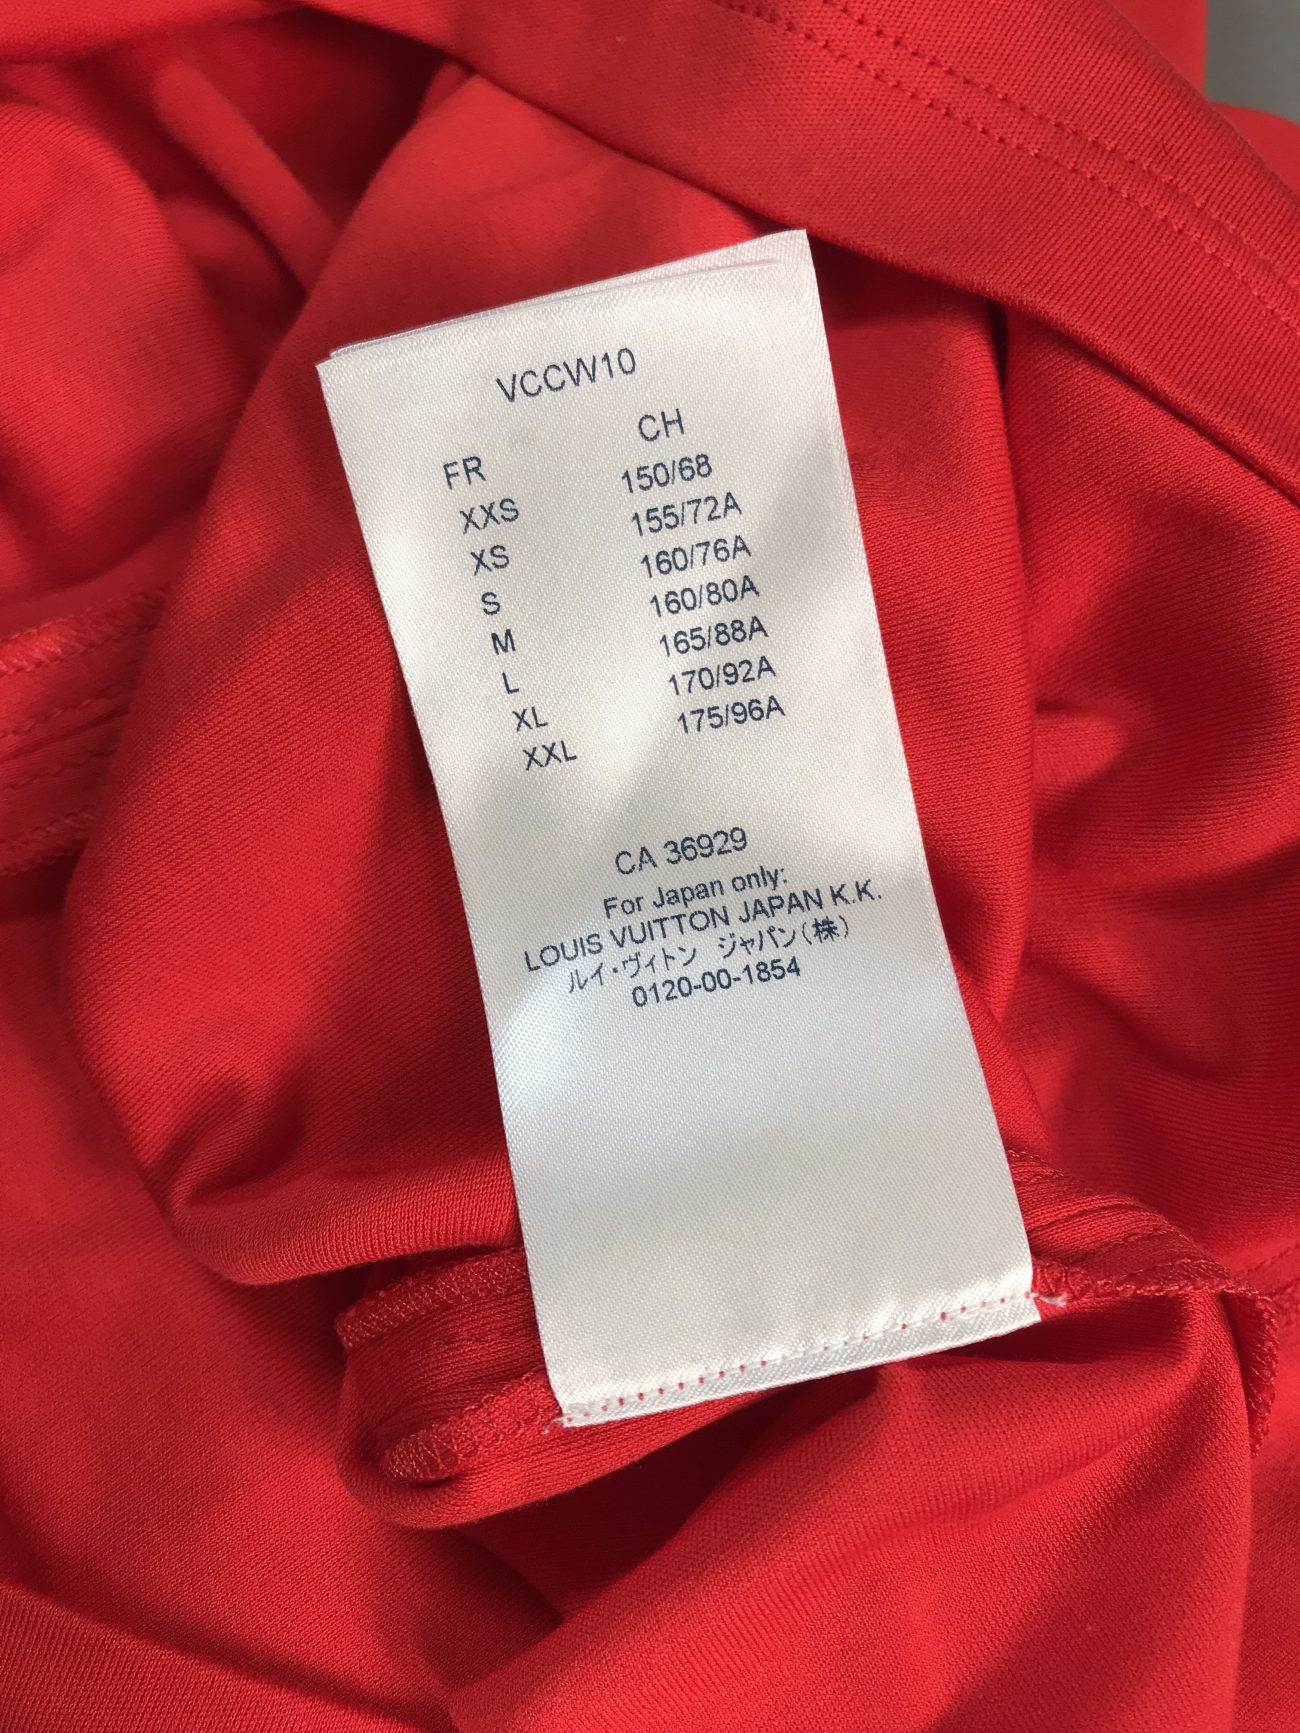 VCCW10
FR CH
XXS 150/68
XS 155/72A
S 160/76A
M 160/80A
L 165/88A
XL 170/92A
XXL 175/96A
CA 36929
For Japan only:
LOUIS VUITTON JAPAN K.K.
ルイ・ヴィトン ジャパン(株)
0120-00-1854